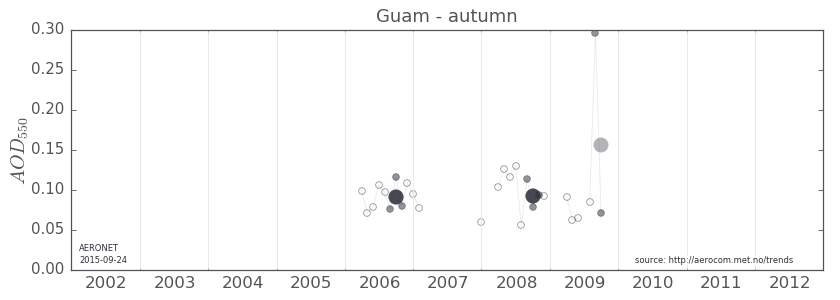 Guam - autumn
0.30
0.25
0.20
0.15
0.10
0.05
0.00
AOD550
AERONET
2015-09-24
source: http://aerocom.met.no/trends
2002 2003 2004 2005 2006 2007 2008 2009 2010 2011 2012